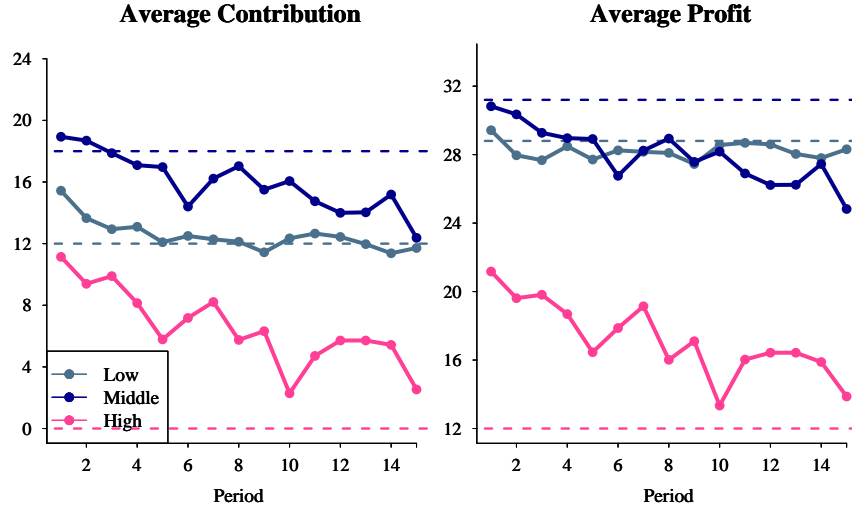 Average Contribution
24
20
16
12
8
4
0
Low
Middle
High
2 4 6 8 10 12 14
Period
Average Profit
32
28
24
20
16
12
2 4 6 8 10 12 14
Period